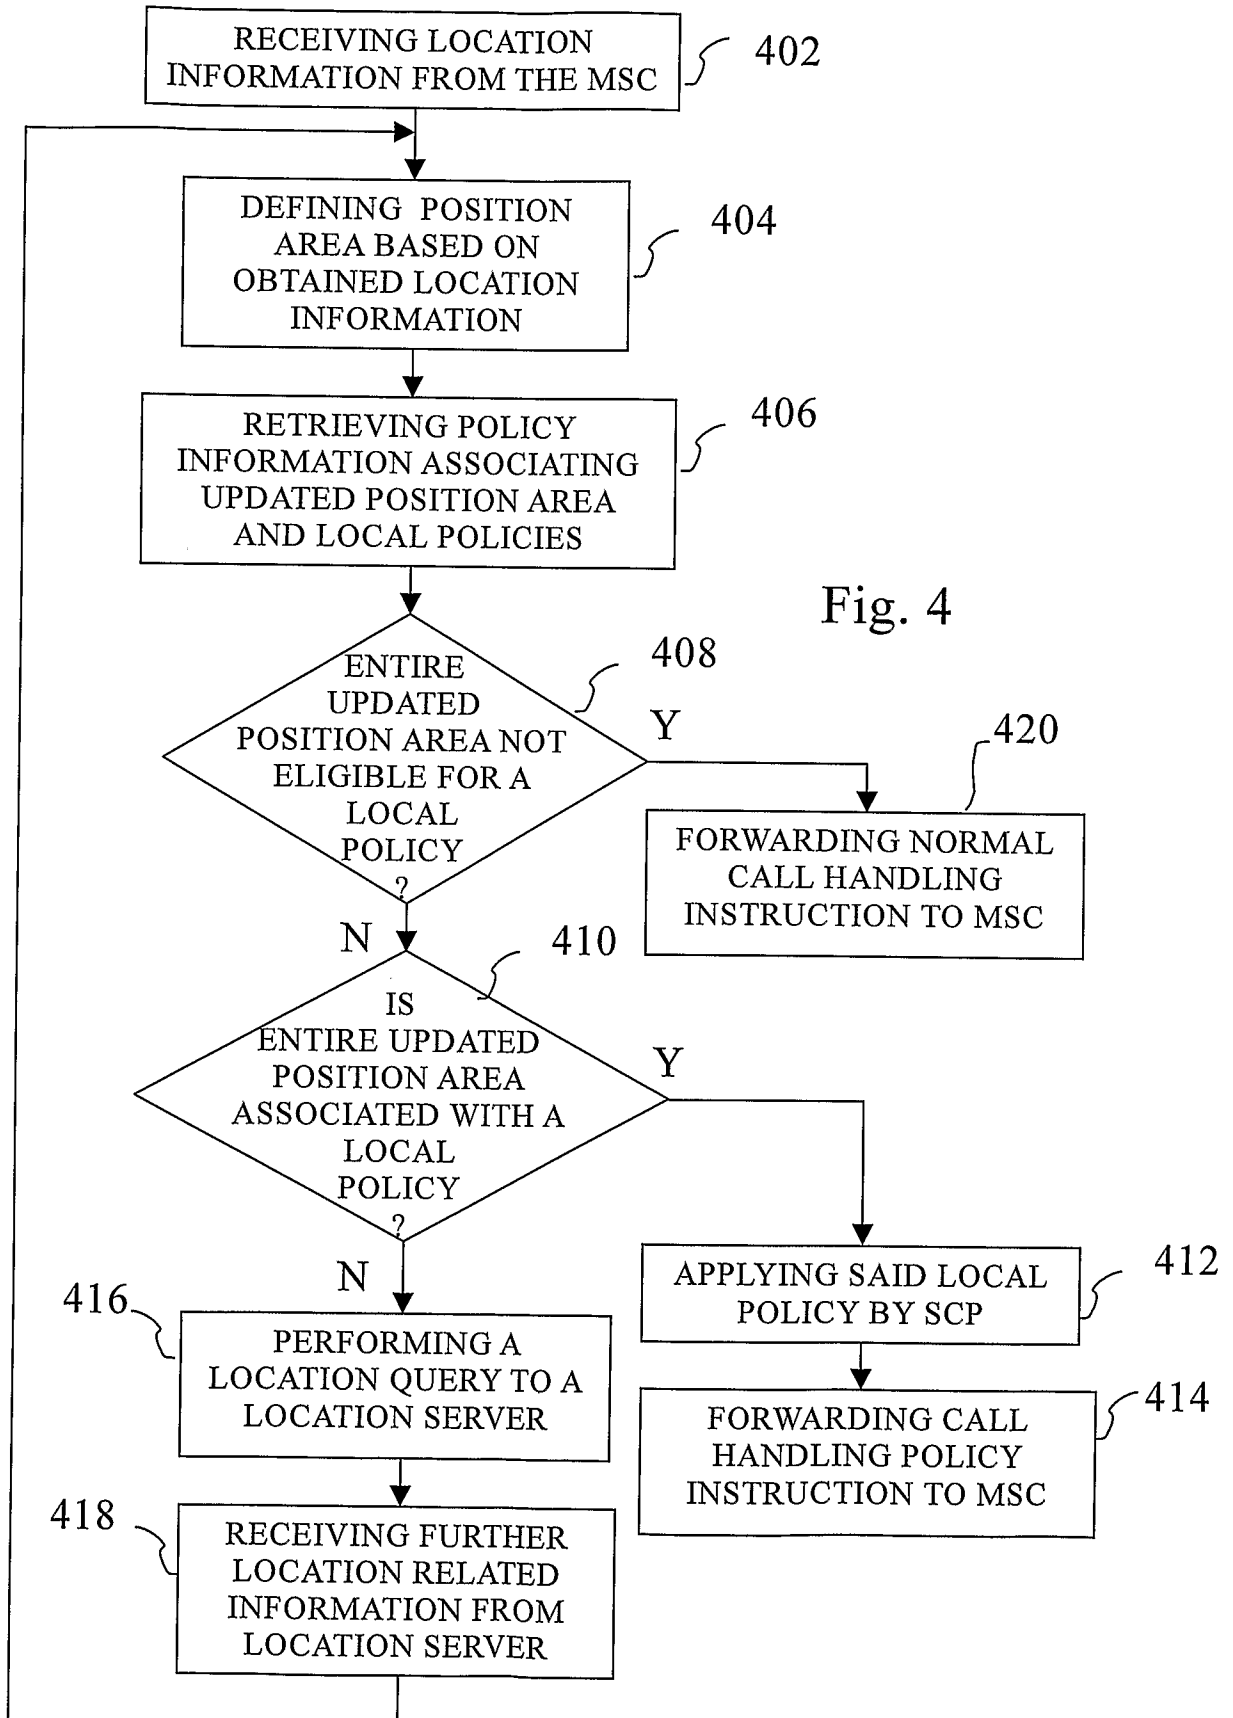 RECEIVING LOCATION
INFORMATION FROM THE MSC
402
DEFINING POSITION
AREA BASED ON
OBTAINED LOCATION
INFORMATION
404
RETRIEVING POLICY
INFORMATION ASSOCIATING
UPDATED POSITION AREA
AND LOCAL POLICIES
406
Fig. 4
ENTIRE
UPDATED
POSITION AREA NOT
ELIGIBLE FOR A
LOCAL
POLICY
?
408
Y
420
FORWARDING NORMAL
CALL HANDLING
INSTRUCTION TO MSC
N
410
IS
ENTIRE UPDATED
POSITION AREA
ASSOCIATED WITH A
LOCAL
POLICY
?
Y
412
APPLYING SAID LOCAL
POLICY BY SCP
414
FORWARDING CALL
HANDLING POLICY
INSTRUCTION TO MSC
N
416
PERFORMING A
LOCATION QUERY TO A
LOCATION SERVER
418
RECEIVING FURTHER
LOCATION RELATED
INFORMATION FROM
LOCATION SERVER